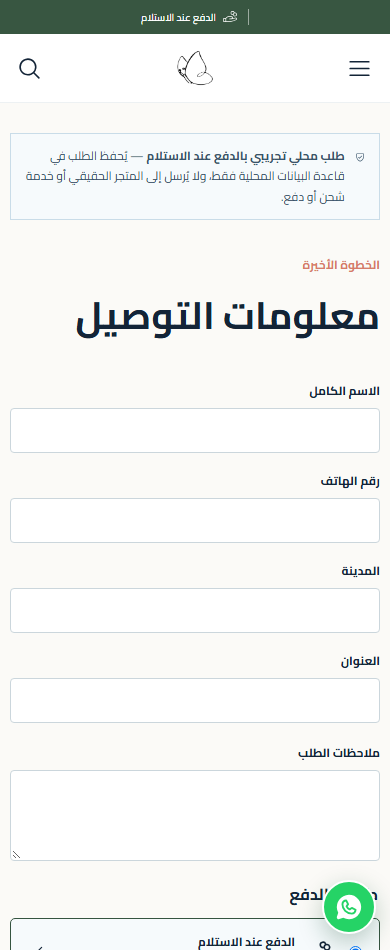 الدفع عند الاستلام
طلب محلي تجريبي بالدفع عند الاستلام — يُحفظ الطلب في
قاعدة البيانات المحلية فقط، ولا يُرسل إلى المتجر الحقيقي أو خدمة
شحن أو دفع.
الخطوة الأخيرة
معلومات التوصيل
الاسم الكامل
رقم الهاتف
المدينة
العنوان
ملاحظات الطلب
الدفع
الدفع عند الاستلام